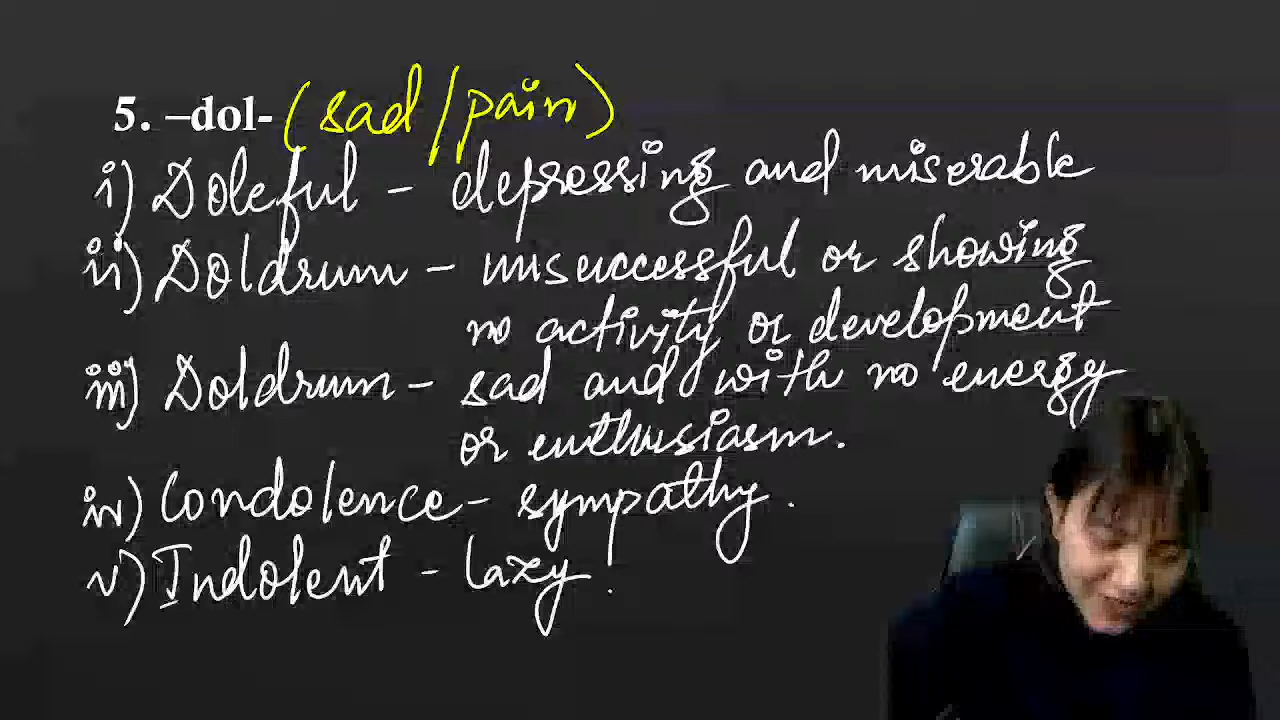 5. –dol- (sad/pain)
i) Doleful – depressing and miserable
ii) Doldrum – unsuccessful or showing
no activity or development
iii) Doldrum – sad and with no energy
or enthusiasm.
iv) Condolence – sympathy.
v) Indolent – lazy!